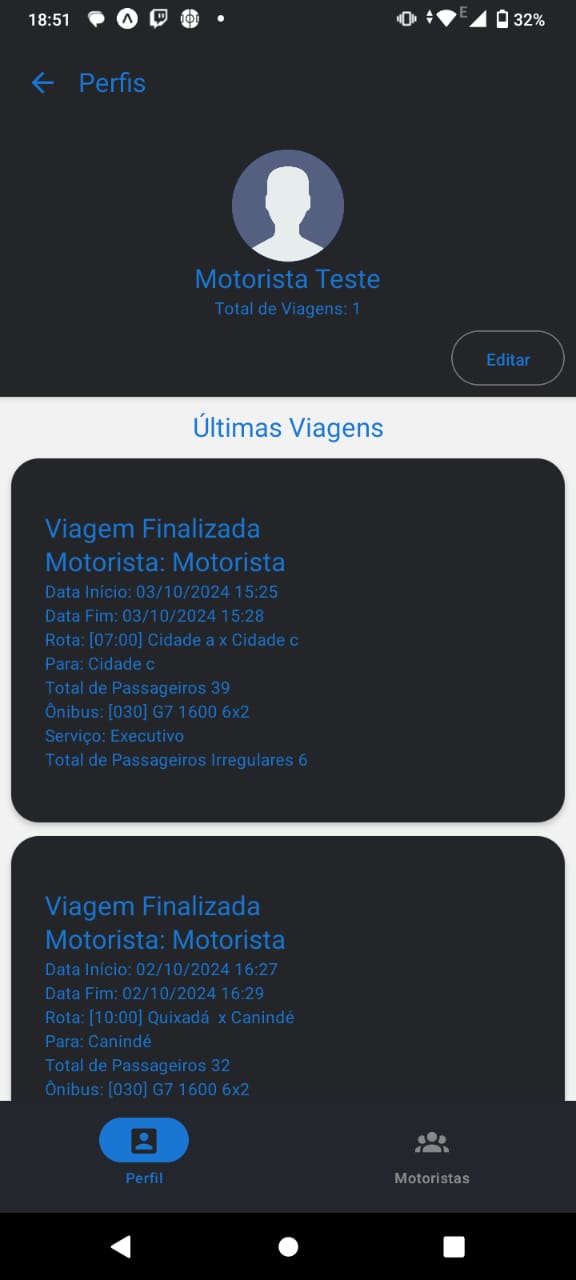 18:51
E
32%
Perfis
Motorista Teste
Total de Viagens: 1
Editar
Últimas Viagens
Viagem Finalizada
Motorista: Motorista
Data Início: 03/10/2024 15:25
Data Fim: 03/10/2024 15:28
Rota: [07:00] Cidade a x Cidade c
Para: Cidade c
Total de Passageiros 39
Ônibus: [030] G7 1600 6x2
Serviço: Executivo
Total de Passageiros Irregulares 6
Viagem Finalizada
Motorista: Motorista
Data Início: 02/10/2024 16:27
Data Fim: 02/10/2024 16:29
Rota: [10:00] Quixadá  x Canindé
Para: Canindé
Total de Passageiros 32
Ônibus: [030] G7 1600 6x2
Perfil
Motoristas